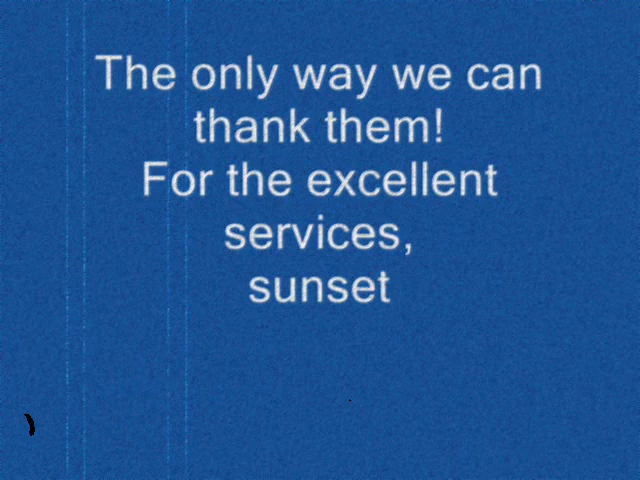 The only way we can
thank them!
For the excellent
services,
sunset